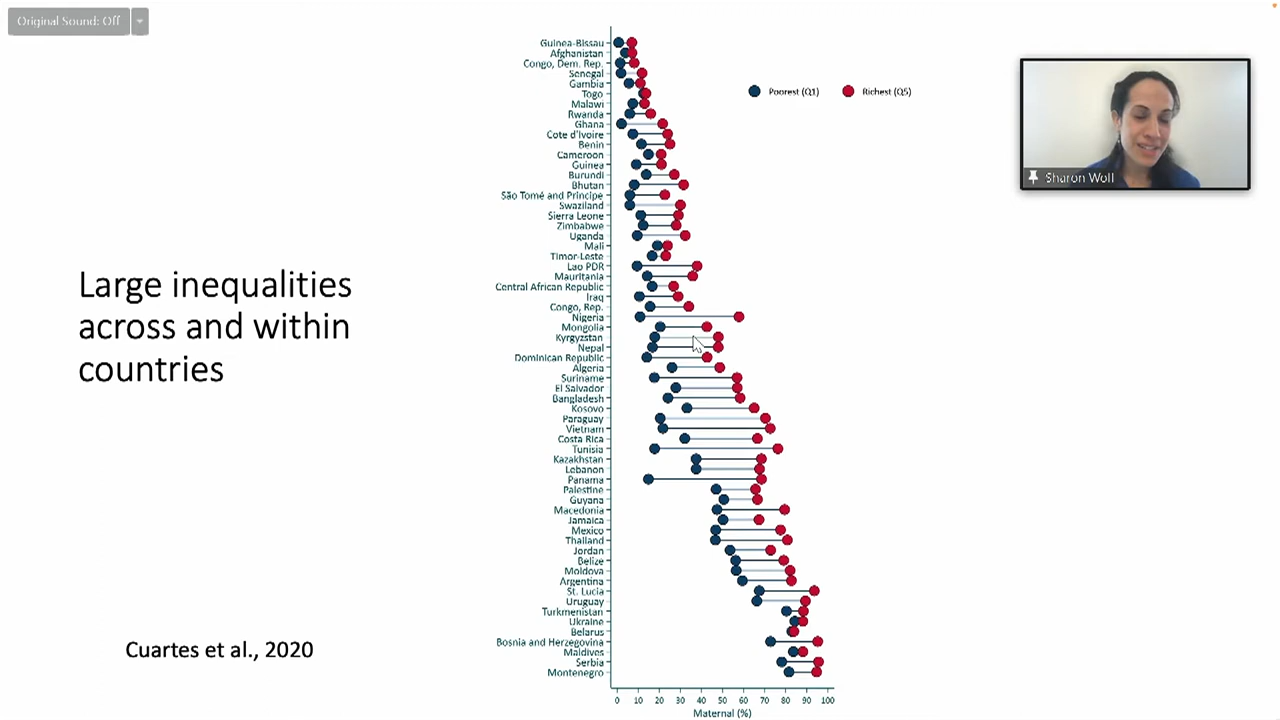 Original Sound: Off
Guinea-Bissau
Afghanistan
Congo, Dem. Rep.
Senegal
Gambia
Togo
Malawi
Rwanda
Ghana
Cote d'Ivoire
Benin
Cameroon
Guinea
Burundi
Bhutan
São Tomé and Principe
Swaziland
Sierra Leone
Zimbabwe
Uganda
Mali
Timor-Leste
Lao PDR
Mauritania
Central African Republic
Iraq
Congo, Rep.
Nigeria
Mongolia
Kyrgyzstan
Nepal
Dominican Republic
Algeria
Suriname
El Salvador
Bangladesh
Kosovo
Paraguay
Vietnam
Costa Rica
Tunisia
Kazakhstan
Lebanon
Panama
Palestine
Guyana
Macedonia
Jamaica
Mexico
Thailand
Jordan
Belize
Moldova
Argentina
St. Lucia
Uruguay
Turkmenistan
Ukraine
Belarus
Bosnia and Herzegovina
Maldives
Serbia
Montenegro
0 10 20 30 40 50 60 70 80 90 100
Maternal (%)
Poorest (Q1) Richest (Q5)
Sharon Woll
Large inequalities
across and within
countries
Cuartes et al., 2020